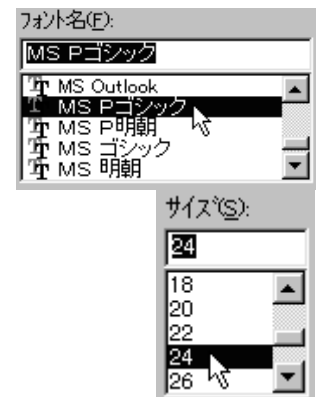 フォント名(F):
MS Pゴシック
MS Outlook
MS Pゴシック
MS P明朝
MS ゴシック
MS 明朝
サイズ(S):
24
18
20
22
24
26